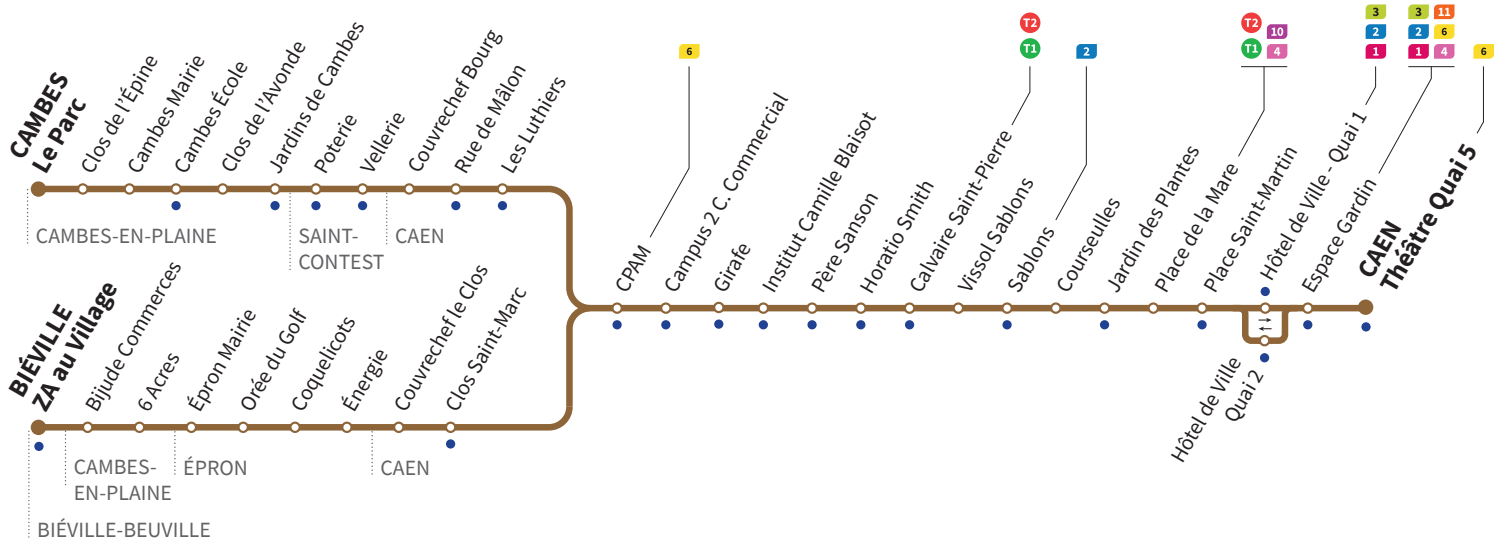 CAMBES
Le Parc
Clos de l'Épine
Cambes Mairie
Cambes École
Clos de l'Avonde
Jardins de Cambes
Poterie
Vellerie
Couvrechef Bourg
Rue de Mâlon
Les Luthiers
CAMBES-EN-PLAINE
SAINT-
CONTEST
CAEN
BIÉVILLE
ZA au Village
Bijude Commerces
6 Acres
Épron Mairie
Orée du Golf
Coquelicots
Énergie
Couvrechef le Clos
Clos Saint-Marc
CAMBES-
EN-PLAINE
ÉPRON
CAEN
BIÉVILLE-BEUVILLE
6
CPAM
Campus 2 C. Commercial
Girafe
Institut Camille Blaisot
Père Sanson
Horatio Smith
T2
T1
Calvaire Saint-Pierre
Vissol Sablons
2
Sablons
Courseulles
Jardin des Plantes
T2 10
T1 4
Place de la Mare
Place Saint-Martin
3
2
1
Hôtel de Ville - Quai 1
Hôtel de Ville
Quai 2
3 11
2 6
1 4
Espace Gardin
6
CAEN
Théâtre Quai 5